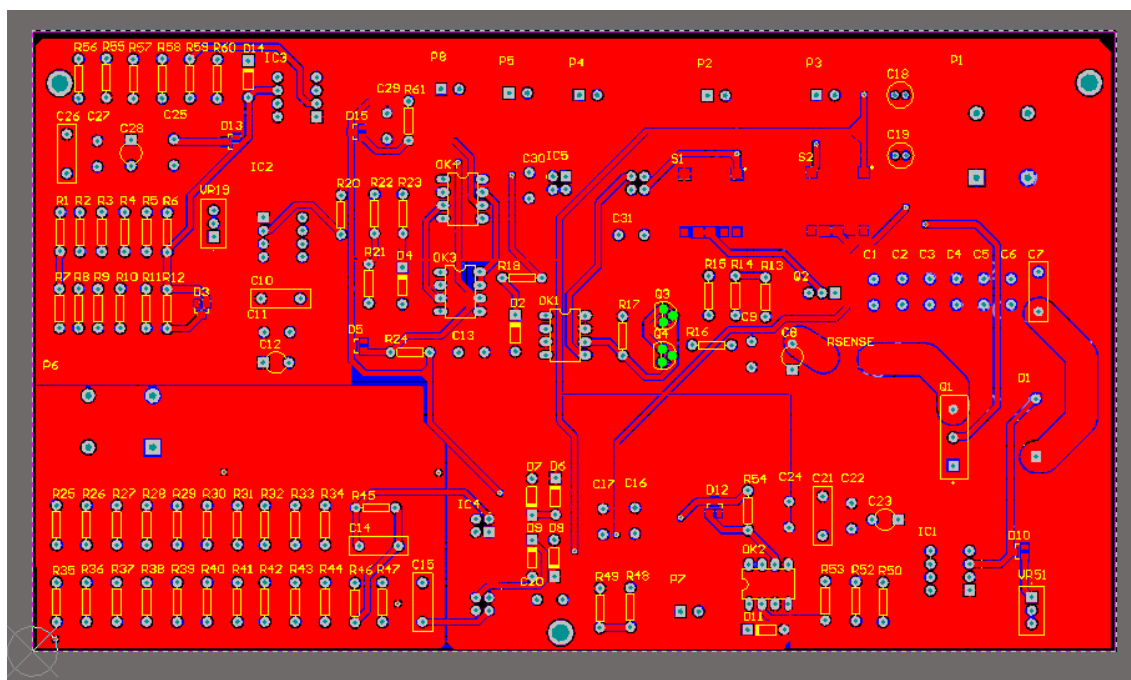 R56 R55 R57 R58 R59 R60 D14
IC3
P8 P5 P4 P2 P3 P1
C18
C29 R61
C26 C27 C28 C25 D13 D15
C19
IC2
OK4 C30 IC5 S1 S2
R1 R2 R3 R4 R5 R6 VR19 R20 R22 R23
C31
R21 D4 OK3 R18
R7 R8 R9 R10 R11 R12 D3 C10
R15 R14 R13 Q2
C1 C2 C3 C4 C5 C6 C7
C11 D2 OK1 R17 Q3 C9
C12 D5 R24 C13 Q4 R16 C8 RSENSE
P6
Q1 D1
D7 D6
R25 R26 R27 R28 R29 R30 R31 R32 R33 R34 R45
IC4 C17 C16 D12 R54 C24 C21 C22 C23
C14 D9 D8 IC1 D10
OK2
R35 R36 R37 R38 R39 R40 R41 R42 R43 R44 R46 R47 C15
C20 R49 R48 P7 R53 R52 R50 VR51
D11